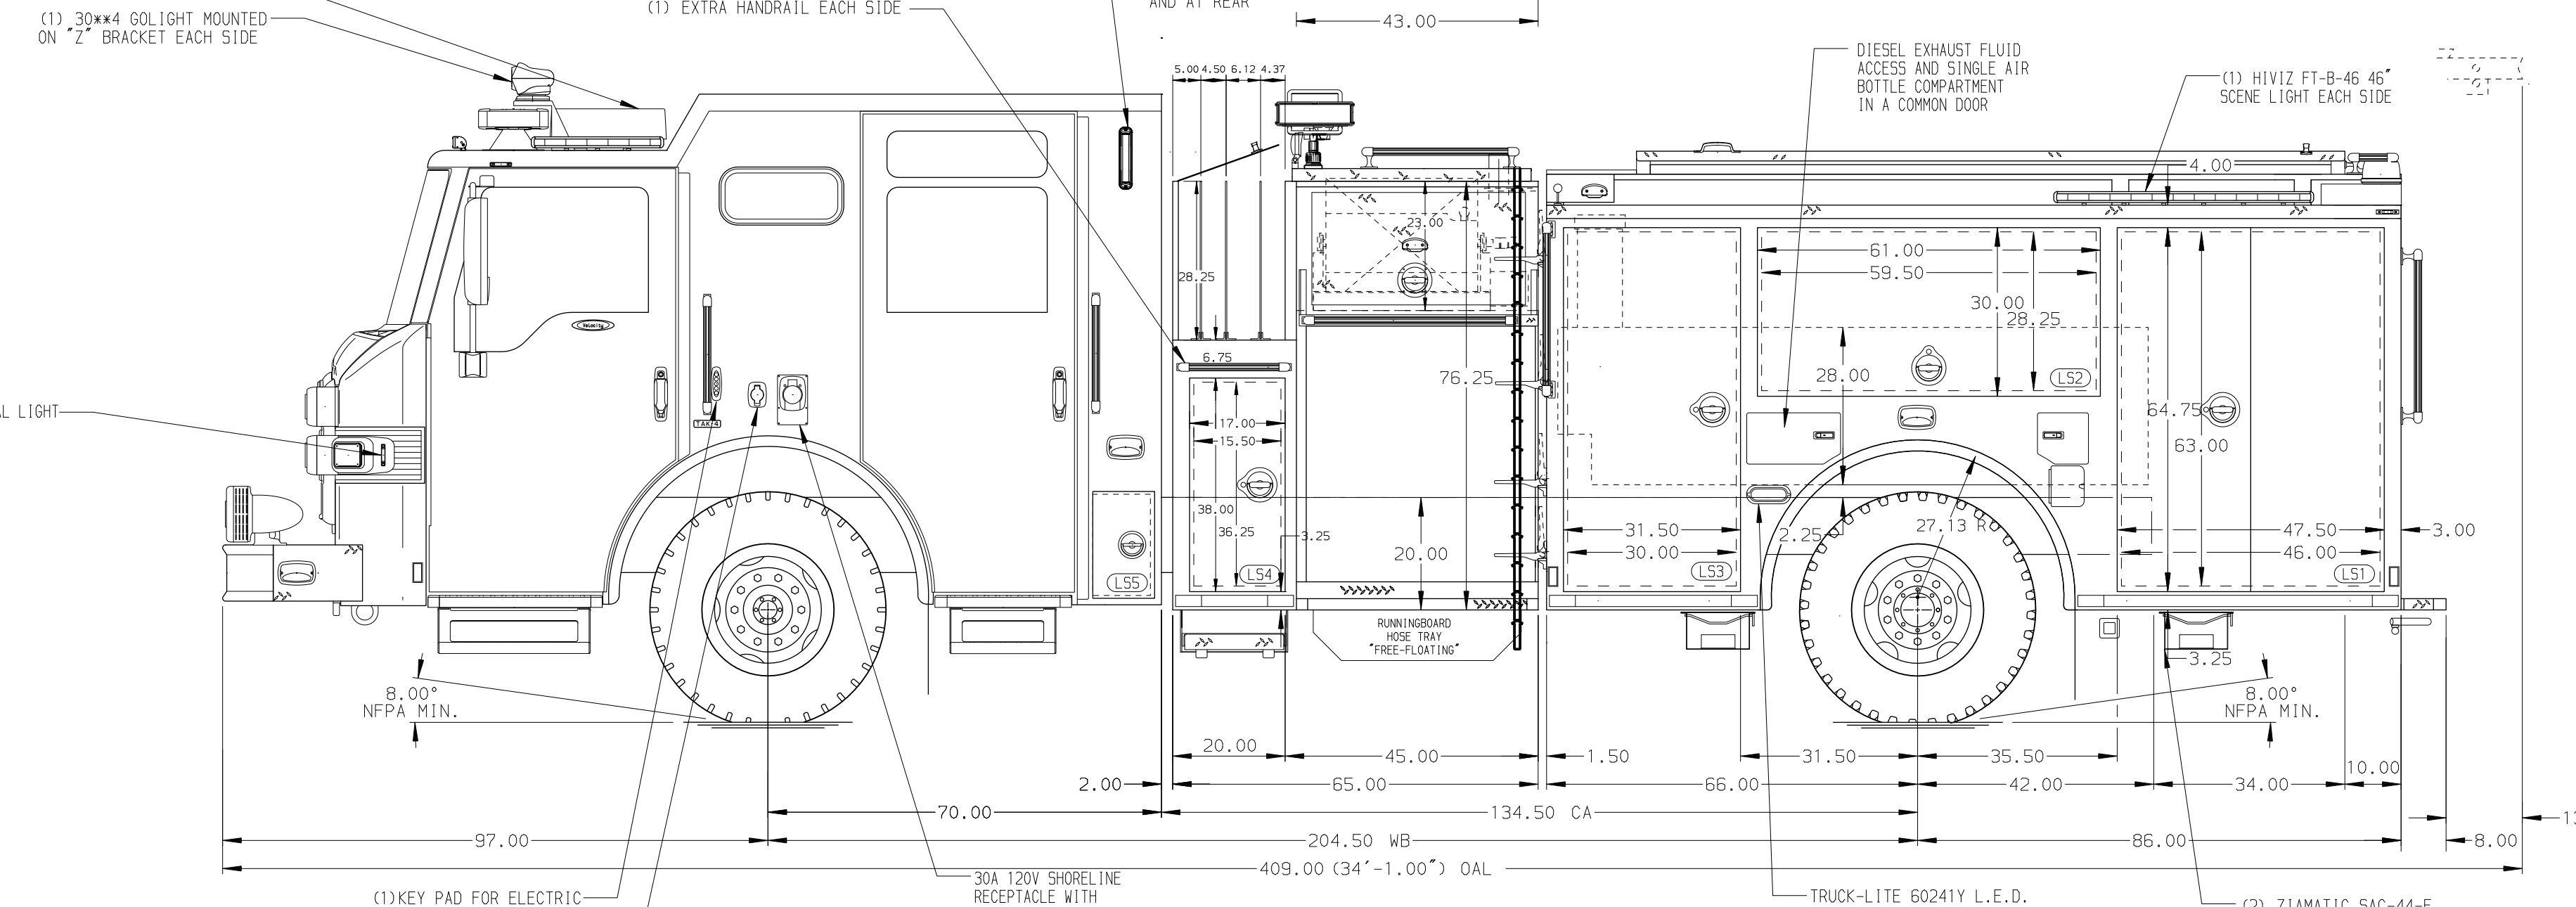 (1) 30**4 GOLIGHT MOUNTED
ON "Z" BRACKET EACH SIDE
(1) EXTRA HANDRAIL EACH SIDE
AND AT REAR
43.00
DIESEL EXHAUST FLUID
ACCESS AND SINGLE AIR
BOTTLE COMPARTMENT
IN A COMMON DOOR
(1) HIVIZ FT-B-46 46"
SCENE LIGHT EACH SIDE
5.00 4.50 6.12 4.37
4.00
23.00
28.25
61.00
59.50
30.00
28.25
Velocity
6.75
76.25
28.00
LS2
64.75
63.00
AL LIGHT
TAK-4
17.00
15.50
38.00
36.25
3.25
20.00
31.50
30.00
2.25
27.13 R
47.50
46.00
3.00
LS5
LS4
LS3
LS1
RUNNINGBOARD
HOSE TRAY
"FREE-FLOATING"
3.25
8.00°
NFPA MIN.
8.00°
NFPA MIN.
20.00
45.00
1.50
31.50
35.50
2.00
65.00
66.00
42.00
34.00
10.00
70.00
134.50 CA
97.00
204.50 WB
86.00
8.00
409.00 (34'-1.00") OAL
30A 120V SHORELINE
RECEPTACLE WITH
(1)KEY PAD FOR ELECTRIC
TRUCK-LITE 60241Y L.E.D.
(2) ZIAMATIC SAC-44-E